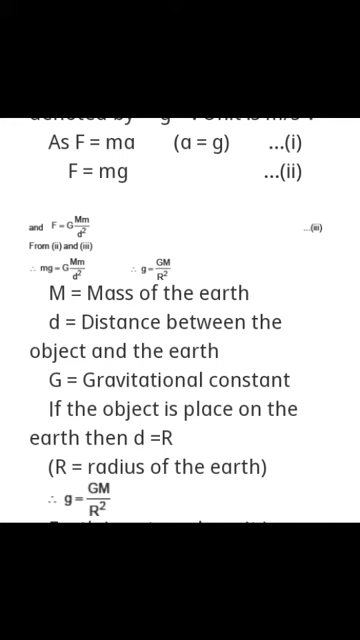 As F = ma (a = g) ...(i)
F = mg ...(ii)
and F = G Mm/d² ...(iii)
From (ii) and (iii)
∴ mg = G Mm/d² ∴ g = GM/R²
M = Mass of the earth
d = Distance between the
object and the earth
G = Gravitational constant
If the object is place on the
earth then d =R
(R = radius of the earth)
∴ g = GM/R²